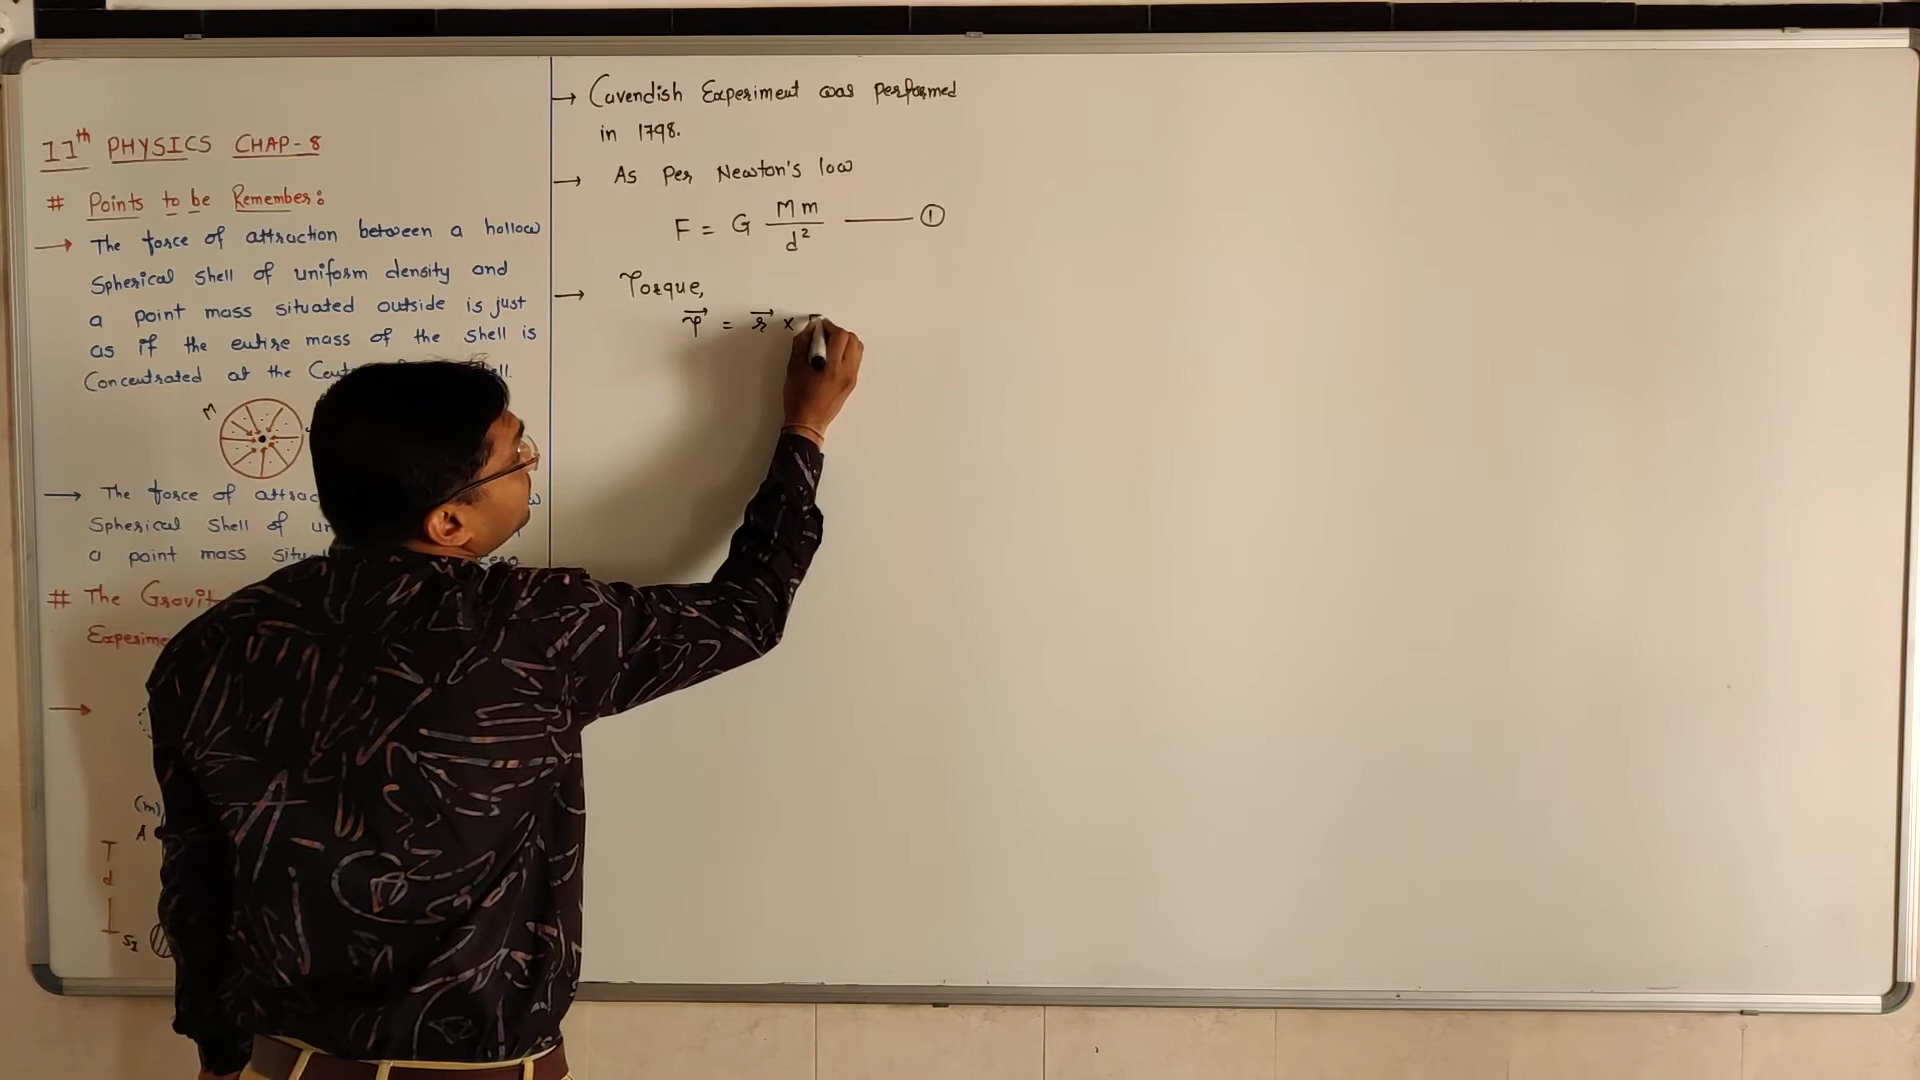 11th PHYSICS CHAP-8
# Points to be Remember:
→ The force of attraction between a hollow
Spherical shell of uniform density and
a point mass situated outside is just
as if the entire mass of the shell is
Concentrated at the
M
→ The force of
Spherical shell of
a point mass
# The
→
(m)
A
d
S2
→ Cavendish Experiment was performed
in 1798.
→ As Per Newton's law
F = G Mm / d² —— ①
→ Torque,
τ⃗ = r⃗ ×